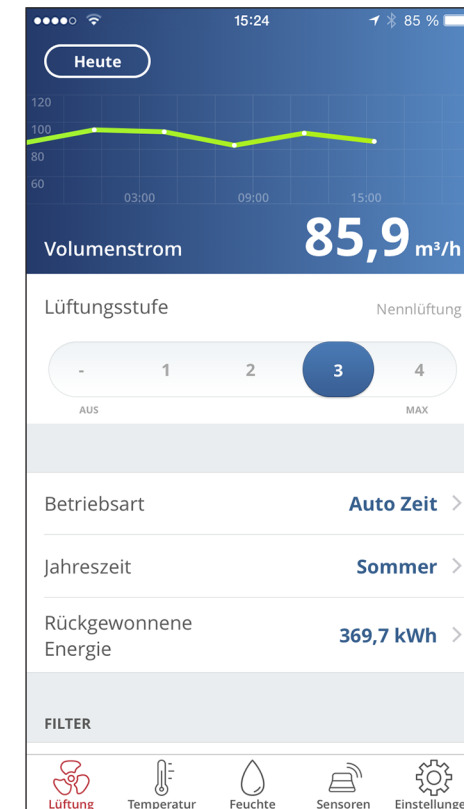 15:24 85 %
Heute
120
100
80
60
03:00 09:00 15:00
Volumenstrom 85,9 m³/h
Lüftungsstufe Nennlüftung
- 1 2 3 4
AUS MAX
Betriebsart Auto Zeit
Jahreszeit Sommer
Rückgewonnene
Energie 369,7 kWh
FILTER
Lüftung Temperatur Feuchte Sensoren Einstellunge